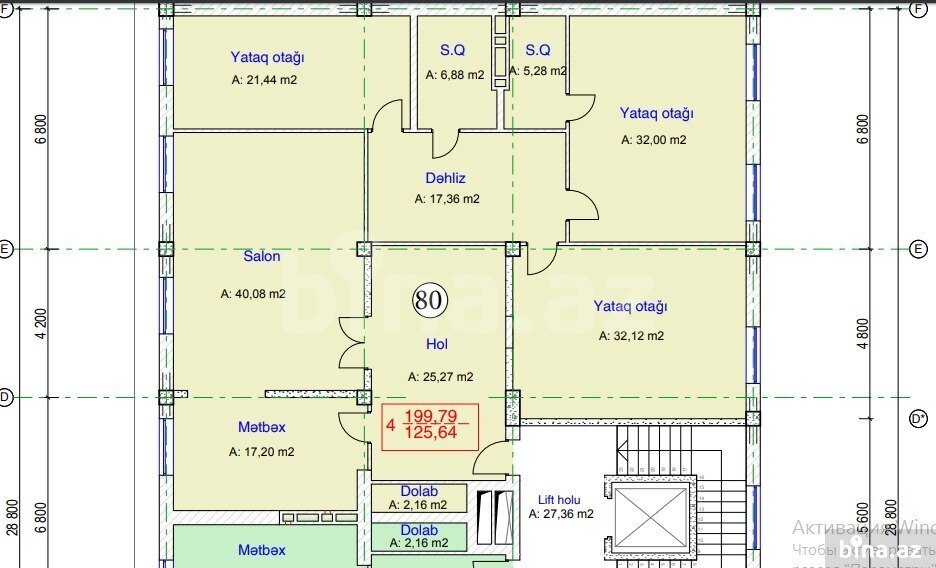 F
F
Yataq otağı
A: 21,44 m2
S.Q
A: 6,88 m2
S.Q
A: 5,28 m2
Yataq otağı
A: 32,00 m2
6 800
6 800
Dəhliz
A: 17,36 m2
E
E
Salon
A: 40,08 m2
80
Hol
A: 25,27 m2
Yataq otağı
A: 32,12 m2
bina.az
4 200
4 800
D
D*
4
199,79
125,64
Mətbəx
A: 17,20 m2
Dolab
A: 2,16 m2
Lift holu
A: 27,36 m2
Dolab
A: 2,16 m2
Mətbəx
28 800
6 800
5 600
28 800
Активация Wind
Чтобы
bina.az